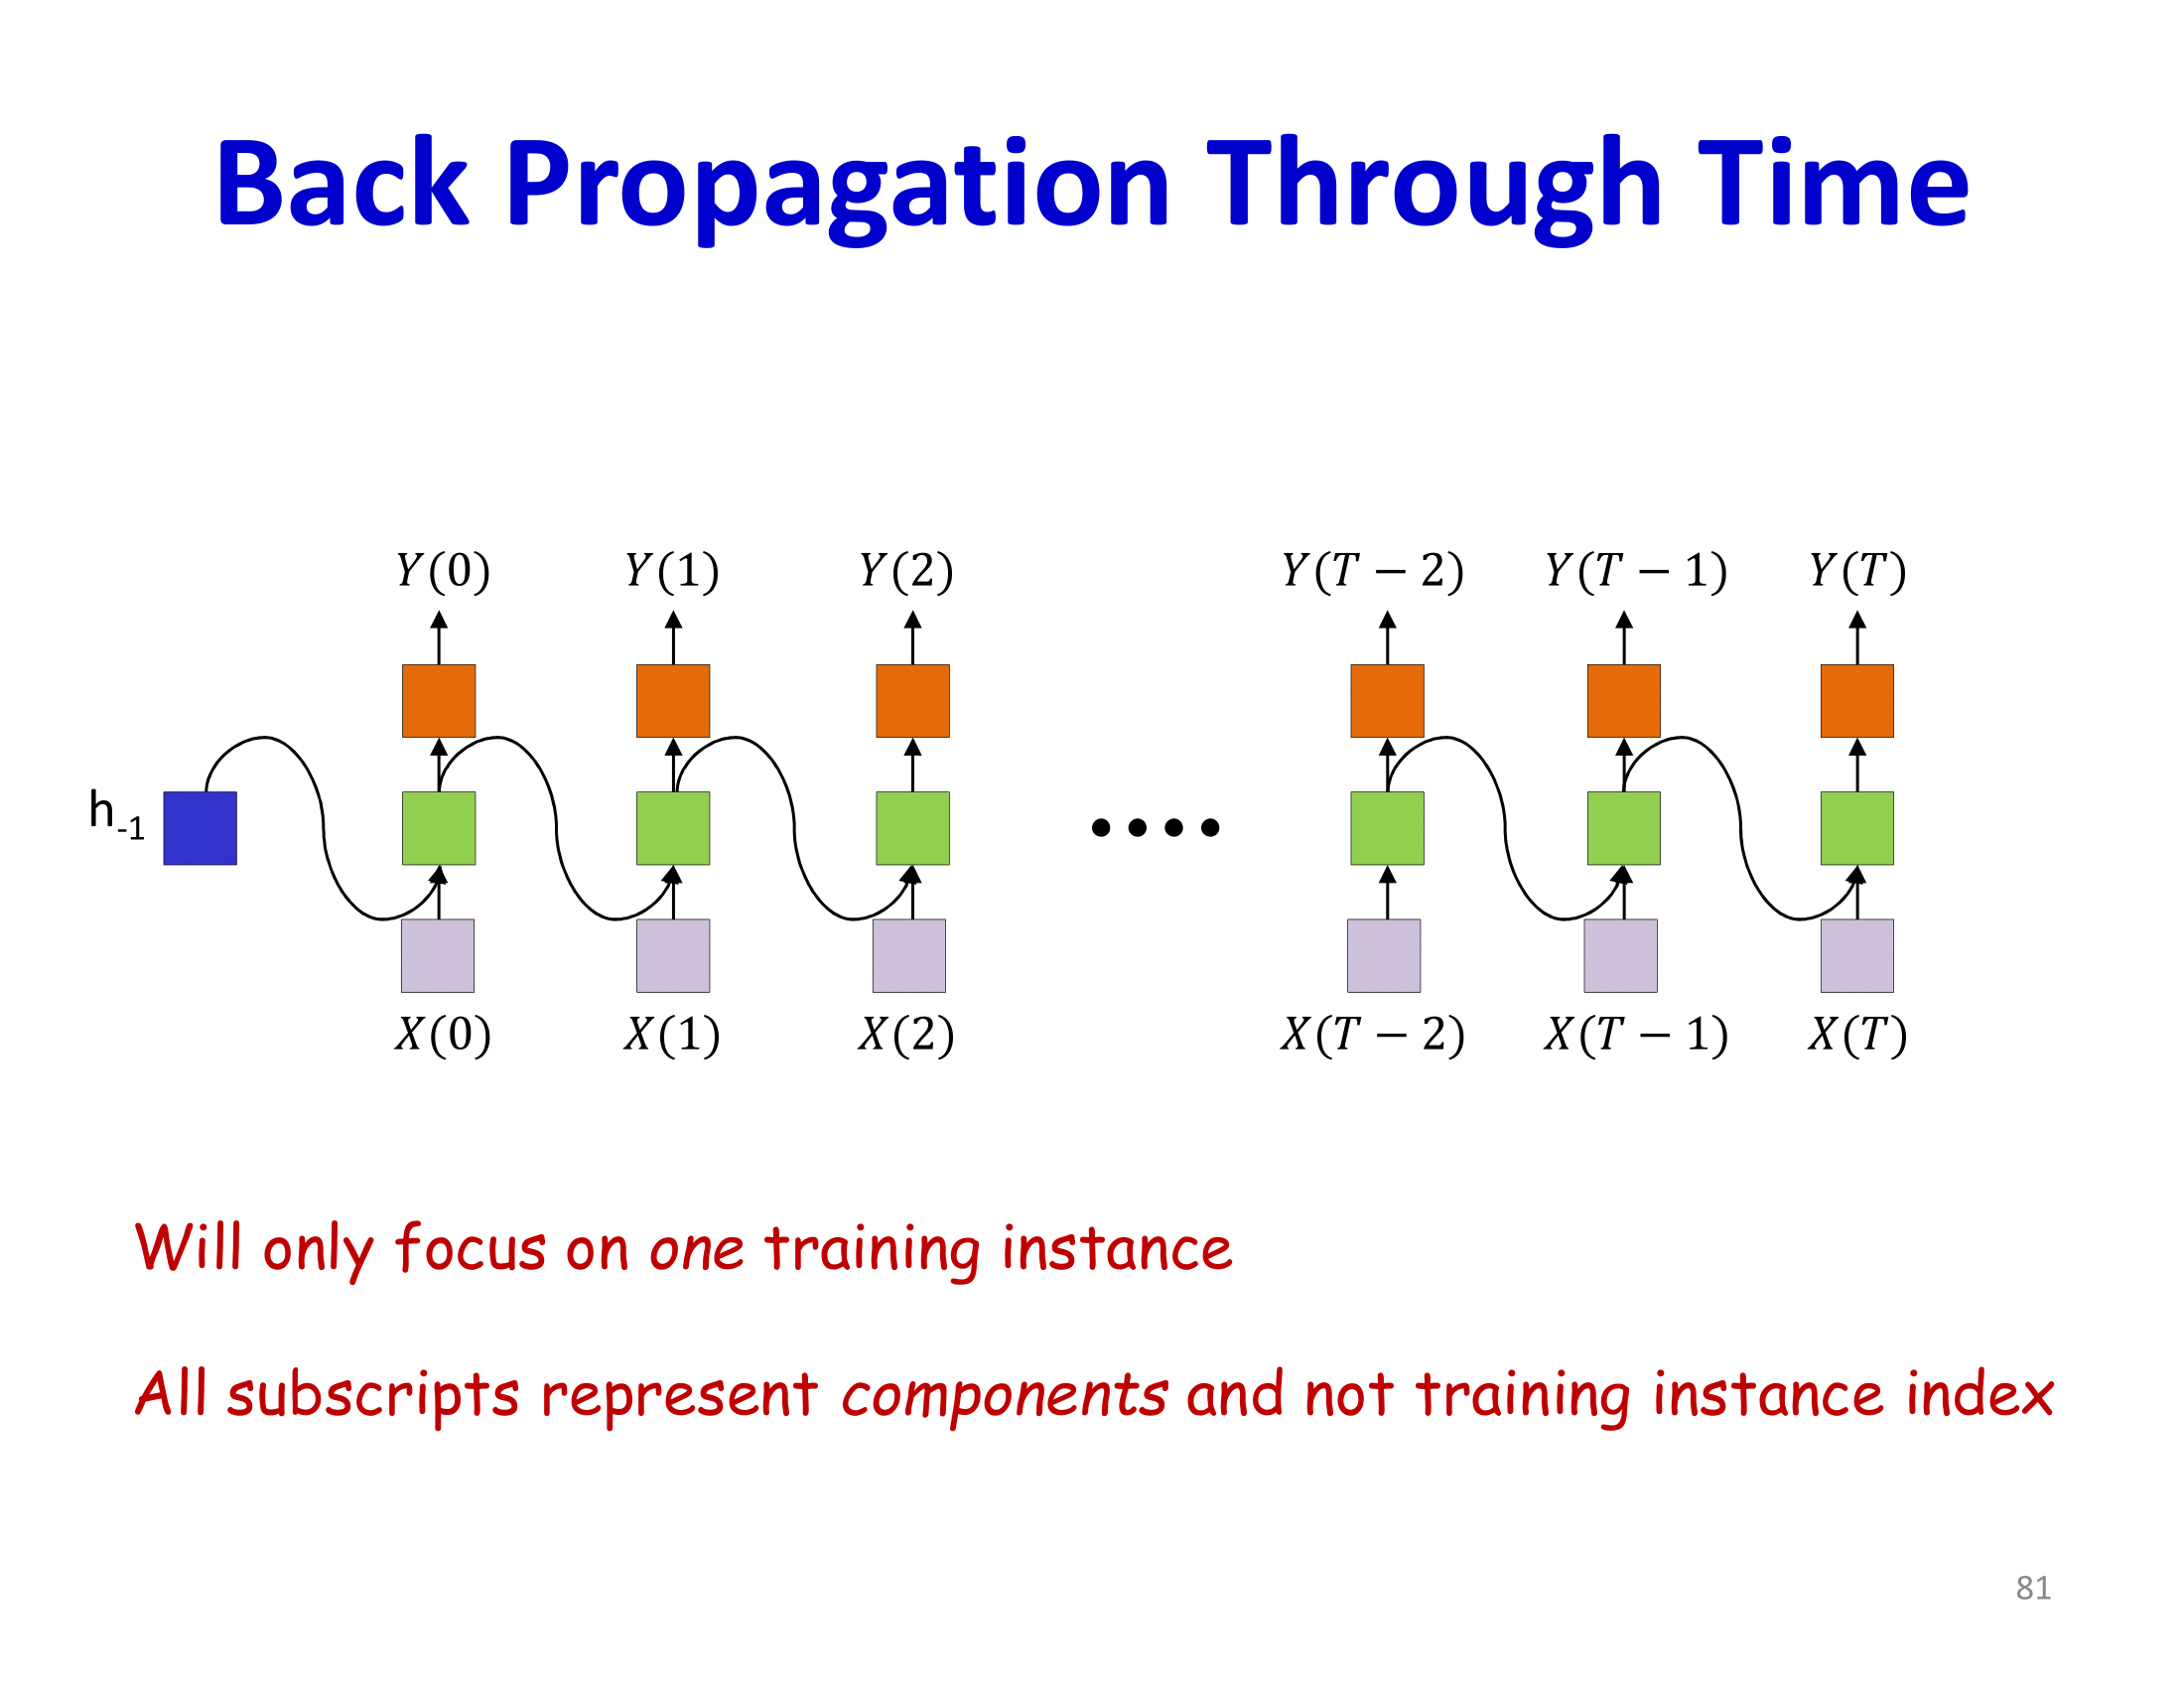 Back Propagation Through Time
Y(0) Y(1) Y(2) Y(T − 2) Y(T − 1) Y(T)
h-1
X(0) X(1) X(2) X(T − 2) X(T − 1) X(T)
Will only focus on one training instance
All subscripts represent components and not training instance index
81